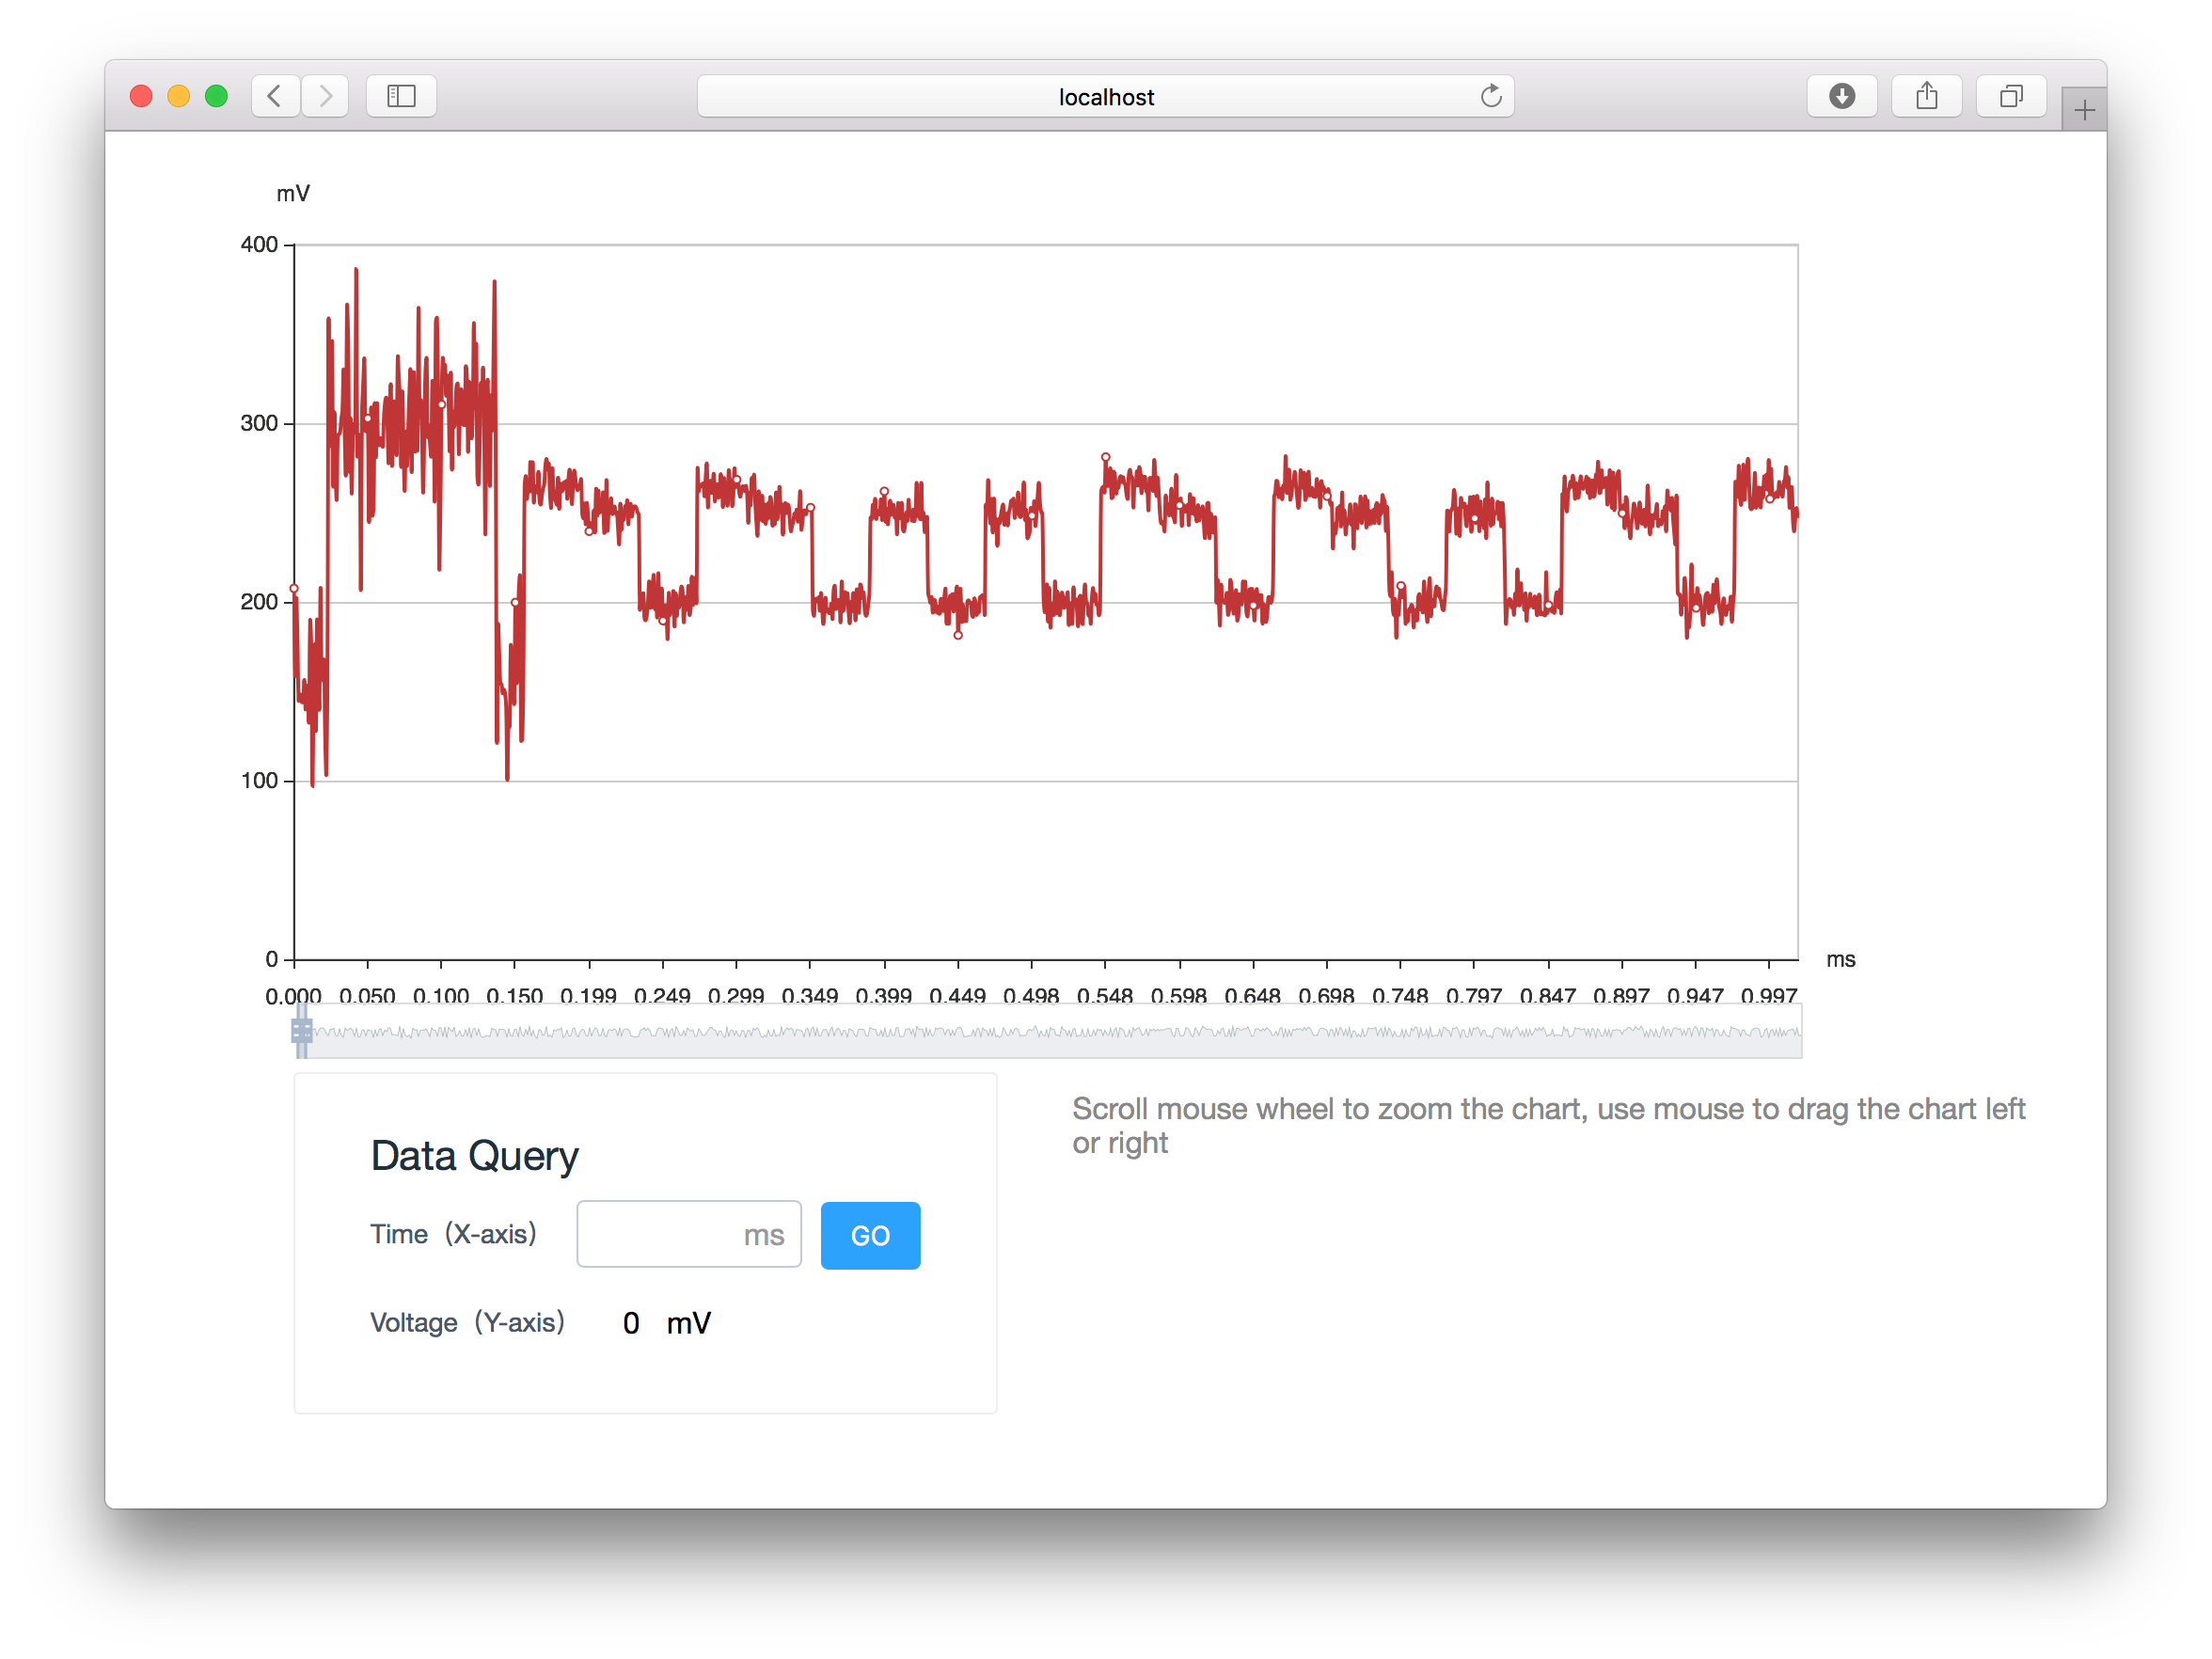 localhost
mV
400
300
200
100
0
ms
0.000 0.050 0.100 0.150 0.199 0.249 0.299 0.349 0.399 0.449 0.498 0.548 0.598 0.648 0.698 0.748 0.797 0.847 0.897 0.947 0.997
Scroll mouse wheel to zoom the chart, use mouse to drag the chart left
or right
Data Query
Time（X-axis） ms GO
Voltage（Y-axis） 0 mV